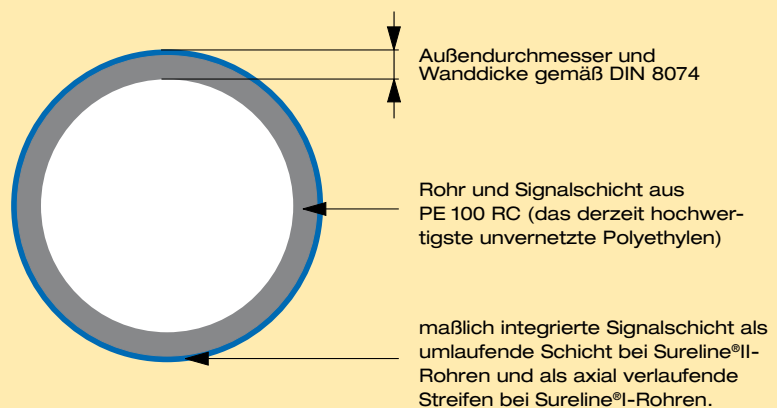 Außendurchmesser und
Wanddicke gemäß DIN 8074
Rohr und Signalschicht aus
PE 100 RC (das derzeit hochwer-
tigste unvernetzte Polyethylen)
maßlich integrierte Signalschicht als
umlaufende Schicht bei Sureline®II-
Rohren und als axial verlaufende
Streifen bei Sureline®I-Rohren.